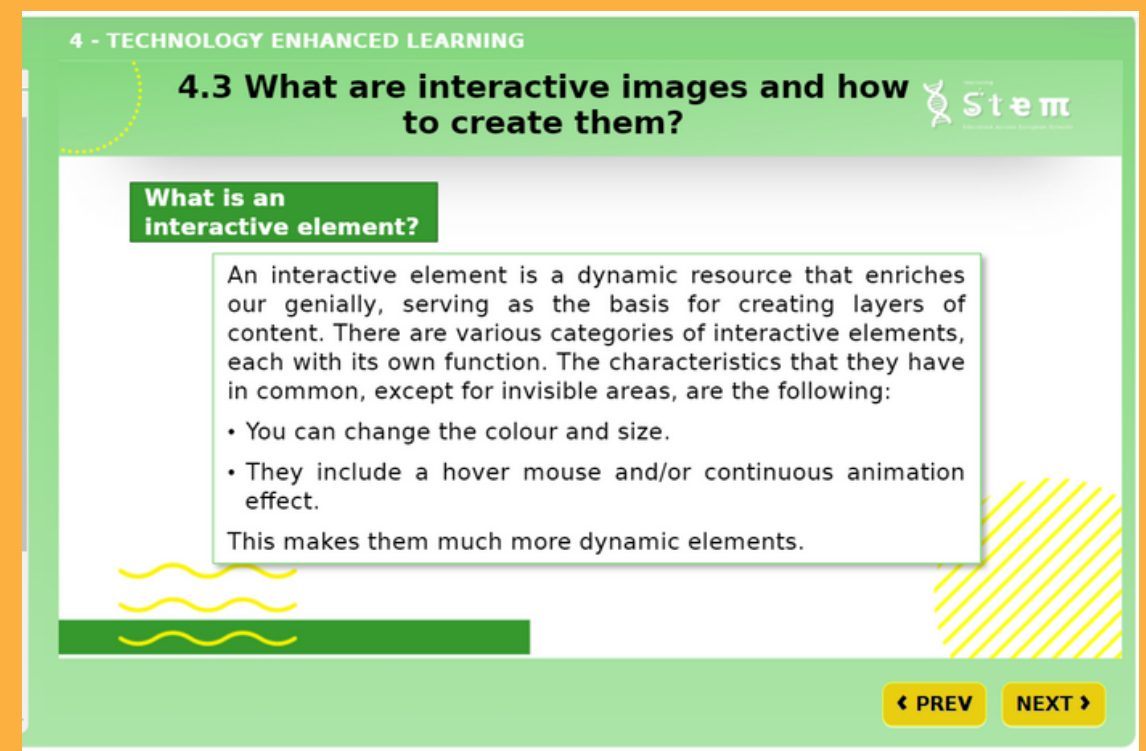 4 - TECHNOLOGY ENHANCED LEARNING
4.3 What are interactive images and how
to create them?
Stem
What is an
interactive element?
An interactive element is a dynamic resource that enriches
our genially, serving as the basis for creating layers of
content. There are various categories of interactive elements,
each with its own function. The characteristics that they have
in common, except for invisible areas, are the following:
• You can change the colour and size.
• They include a hover mouse and/or continuous animation
effect.
This makes them much more dynamic elements.
‹ PREV
NEXT ›